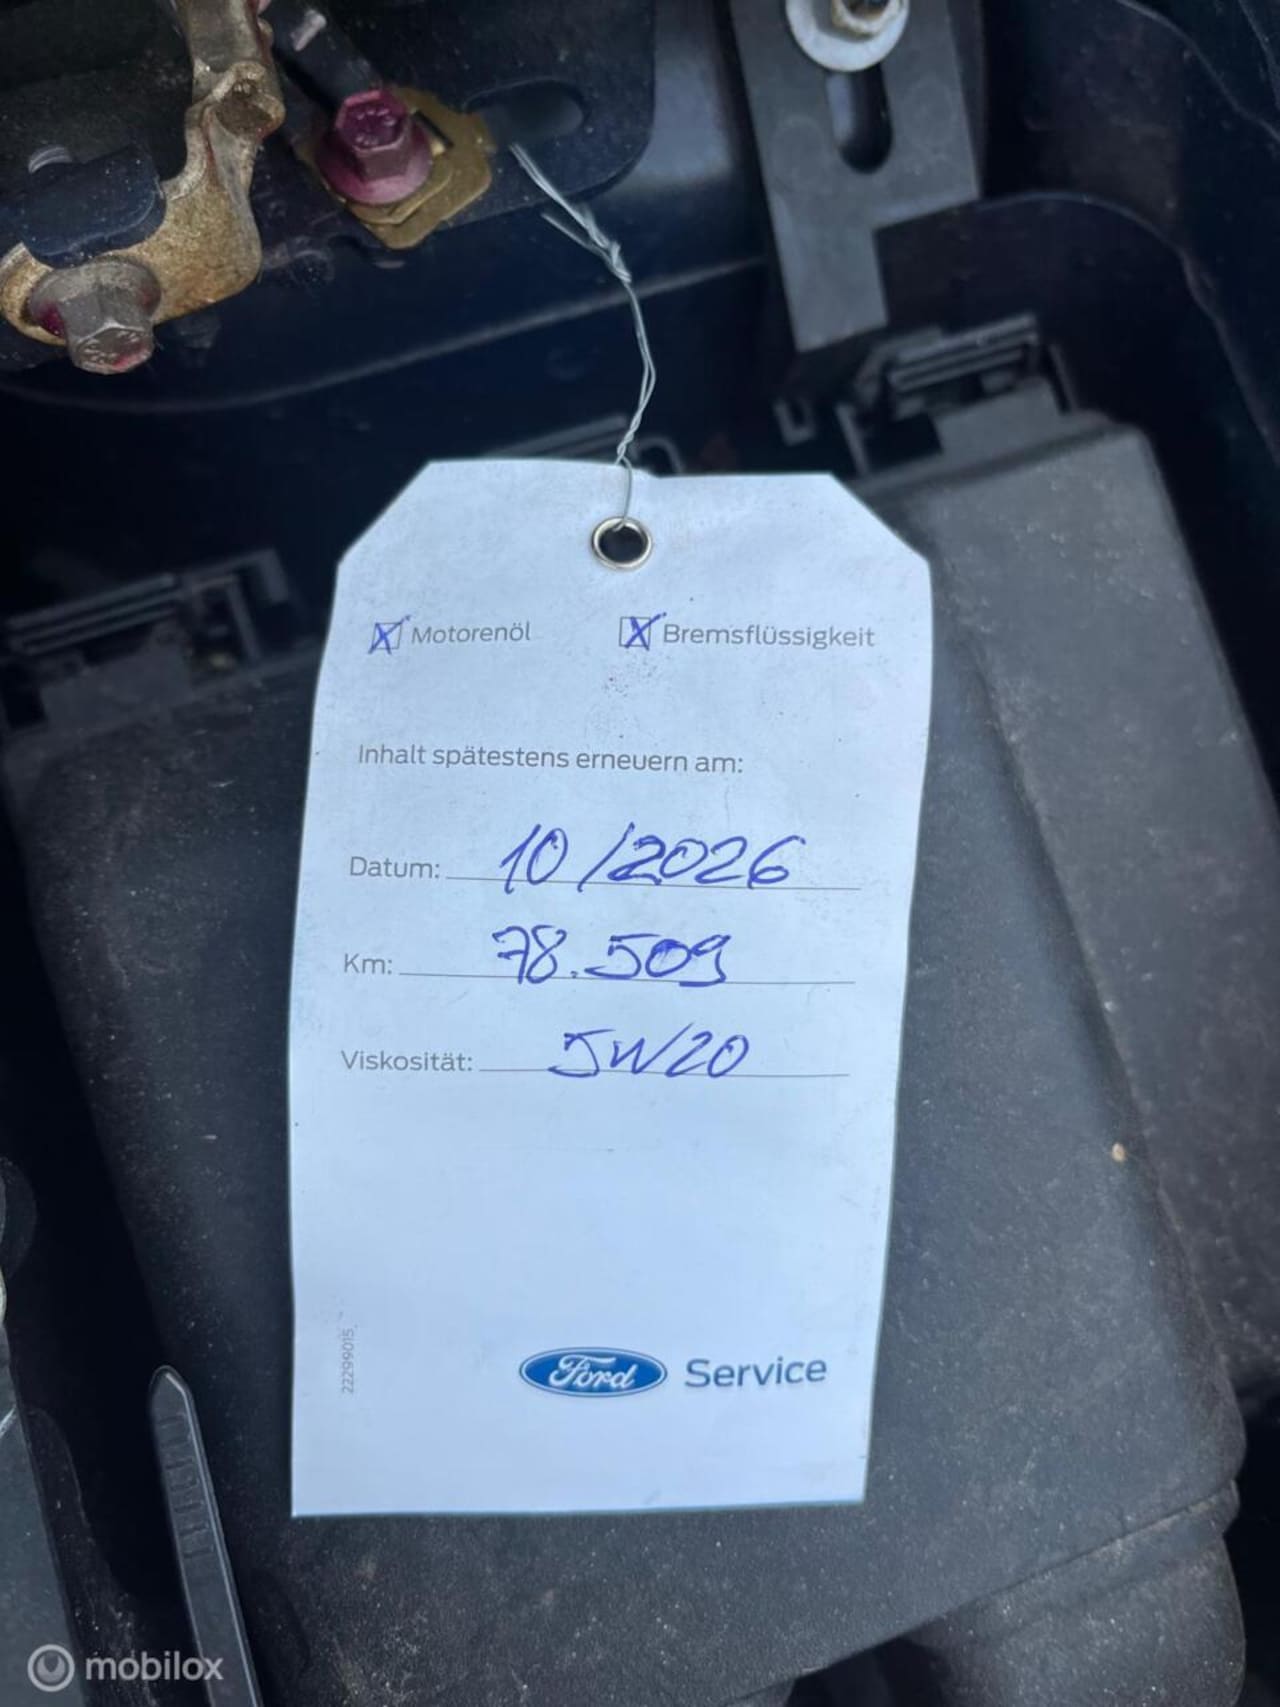 Motorenöl Bremsflüssigkeit
Inhalt spätestens erneuern am:
Datum: 10/2026
Km: 78.509
Viskosität: 5W20
22299015
Ford Service
mobilox